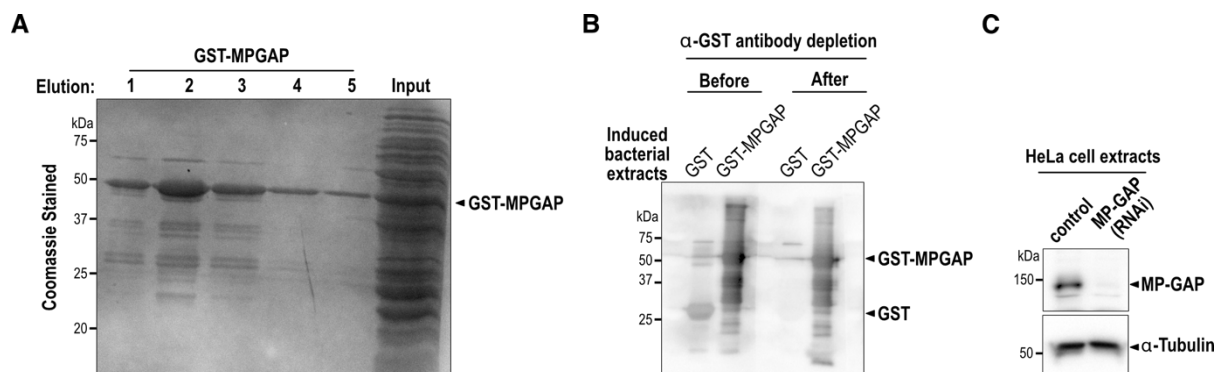 A
GST-MPGAP
Elution: 1 2 3 4 5 Input
kDa
75
50
37
25
20
Coomassie Stained
GST-MPGAP
B
α-GST antibody depletion
Before After
Induced
bacterial
extracts
GST
GST-MPGAP
GST
GST-MPGAP
kDa
75
50
37
25
GST-MPGAP
GST
C
HeLa cell extracts
control
MP-GAP
(RNAi)
kDa
150
MP-GAP
50
α-Tubulin